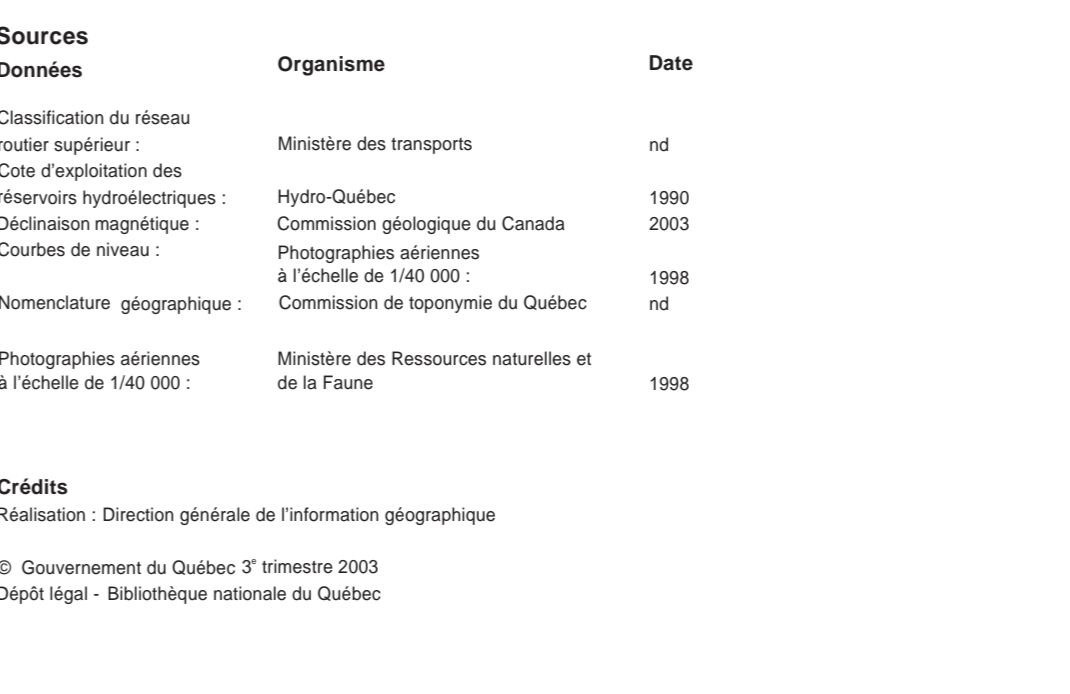 Sources
Données Organisme Date
Classification du réseau
routier supérieur : Ministère des transports nd
Cote d'exploitation des
réservoirs hydroélectriques : Hydro-Québec 1990
Déclinaison magnétique : Commission géologique du Canada 2003
Courbes de niveau : Photographies aériennes
à l'échelle de 1/40 000 : 1998
Nomenclature géographique : Commission de toponymie du Québec nd
Photographies aériennes Ministère des Ressources naturelles et
à l'échelle de 1/40 000 : de la Faune 1998
Crédits
Réalisation : Direction générale de l'information géographique
© Gouvernement du Québec 3e trimestre 2003
Dépôt légal - Bibliothèque nationale du Québec